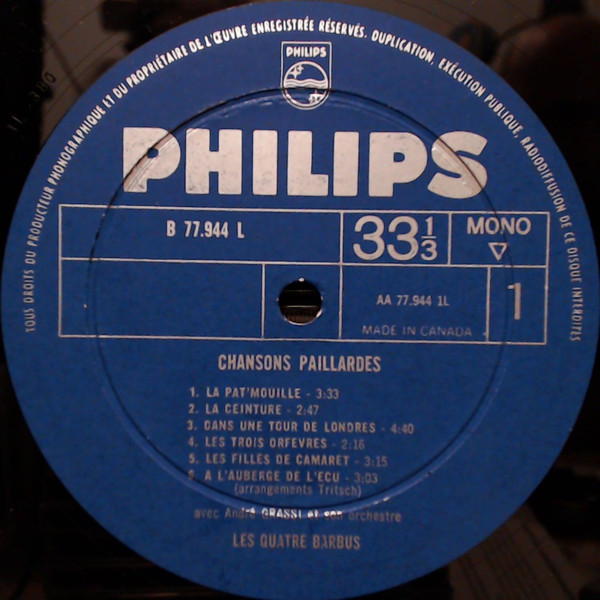 TOUS DROITS DU PRODUCTEUR PHONOGRAPHIQUE ET DU PROPRIÉTAIRE DE L'ŒUVRE ENREGISTRÉE RÉSERVÉS. DUPLICATION, EXÉCUTION PUBLIQUE, RADIODIFFUSION DE CE DISQUE INTERDITES
PHILIPS
PHILIPS
B 77.944 L
33 1/3
MONO
AA 77.944 1L
MADE IN CANADA
1
CHANSONS PAILLARDES
1. LA PAT'MOUILLE - 3:33
2. LA CEINTURE - 2:47
3. DANS UNE TOUR DE LONDRES - 4:40
4. LES TROIS ORFEVRES - 2:16
5. LES FILLES DE CAMARET - 3:15
6. A L'AUBERGE DE L'ECU - 3:03
(arrangements Tritsch)
avec André GRASSI et son orchestre
LES QUATRE BARBUS